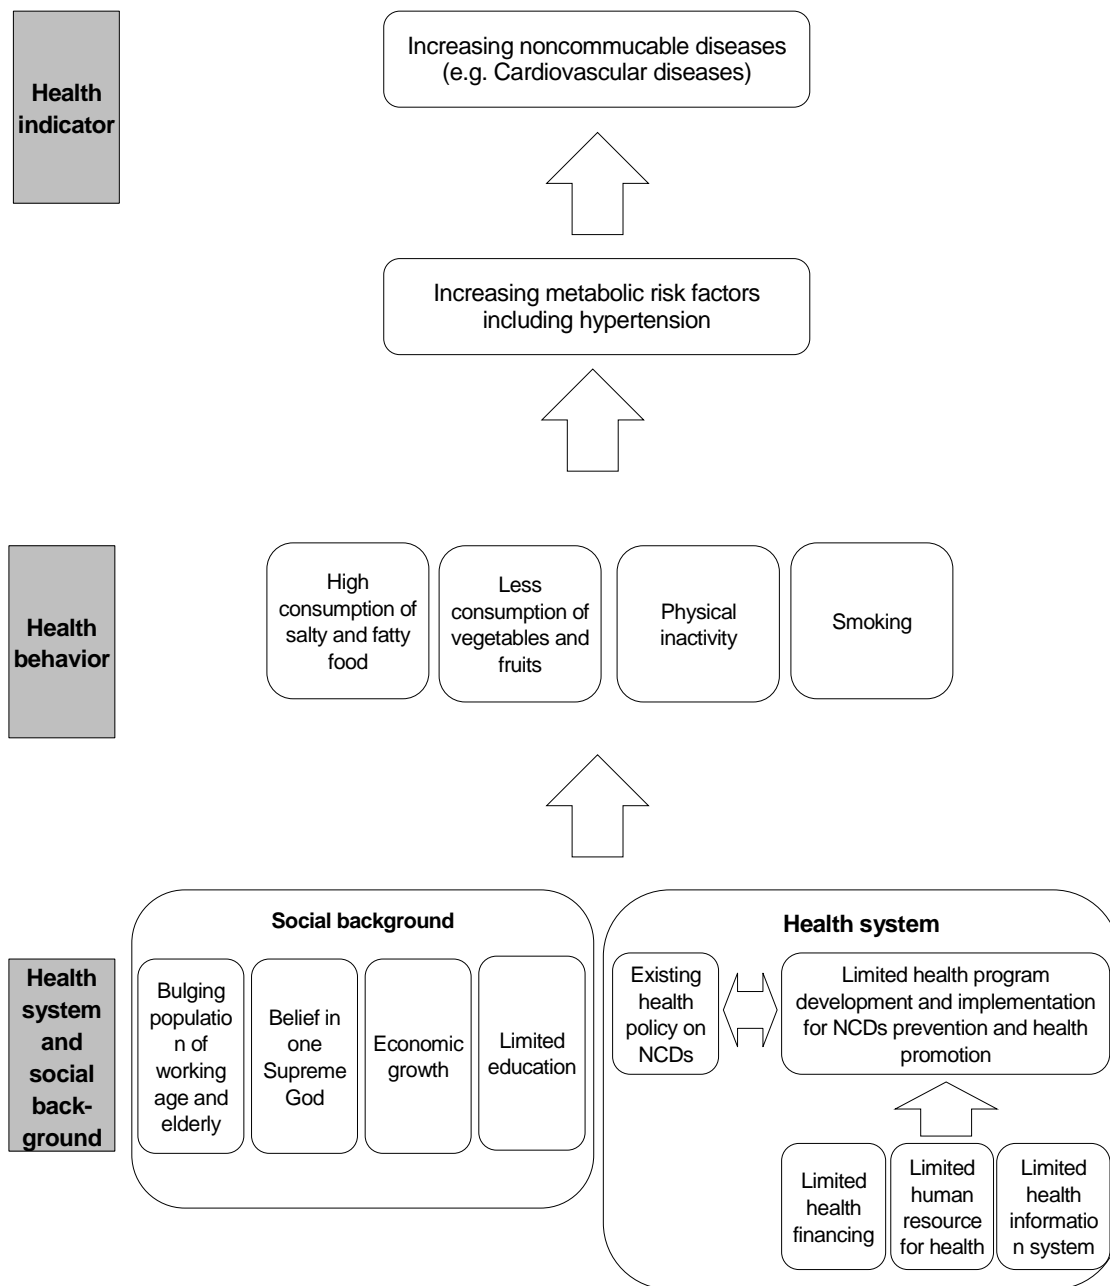 Health
indicator
Increasing noncommucable diseases
(e.g. Cardiovascular diseases)
Increasing metabolic risk factors
including hypertension
Health
behavior
High
consumption of
salty and fatty
food
Less
consumption of
vegetables and
fruits
Physical
inactivity
Smoking
Health
system
and
social
back-
ground
Social background
Bulging
populatio
n of
working
age and
elderly
Belief in
one
Supreme
God
Economic
growth
Limited
education
Health system
Existing
health
policy on
NCDs
Limited health program
development and implementation
for NCDs prevention and health
promotion
Limited
health
financing
Limited
human
resource
for health
Limited
health
informatio
n system